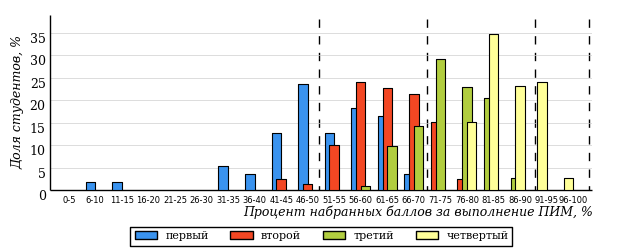 Доля студентов, %
35
30
25
20
15
10
5
0
0-5 6-10 11-15 16-20 21-25 26-30 31-35 36-40 41-45 46-50 51-55 56-60 61-65 66-70 71-75 76-80 81-85 86-90 91-95 96-100
Процент набранных баллов за выполнение ПИМ, %
первый второй третий четвертый